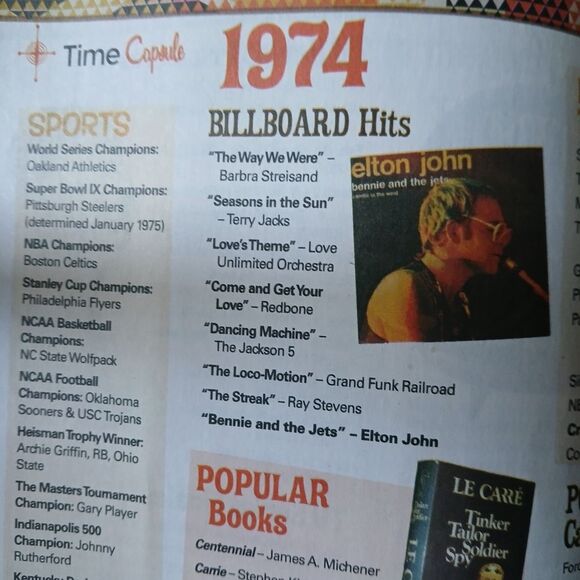 Time Capsule
1974
SPORTS
World Series Champions:
Oakland Athletics
Super Bowl IX Champions:
Pittsburgh Steelers
(determined January 1975)
NBA Champions:
Boston Celtics
Stanley Cup Champions:
Philadelphia Flyers
NCAA Basketball
Champions:
NC State Wolfpack
NCAA Football
Champions: Oklahoma
Sooners & USC Trojans
Heisman Trophy Winner:
Archie Griffin, RB, Ohio
State
The Masters Tournament
Champion: Gary Player
Indianapolis 500
Champion: Johnny
Rutherford
BILLBOARD Hits
"The Way We Were" –
Barbra Streisand
"Seasons in the Sun"
– Terry Jacks
"Love's Theme" – Love
Unlimited Orchestra
"Come and Get Your
Love" – Redbone
"Dancing Machine" –
The Jackson 5
"The Loco-Motion" – Grand Funk Railroad
"The Streak" – Ray Stevens
"Bennie and the Jets" – Elton John
elton john
bennie and the jets
candle in the wind
POPULAR
Books
Centennial – James A. Michener
Carrie –
LE CARRÉ
Tinker
Tailor
Soldier
Spy